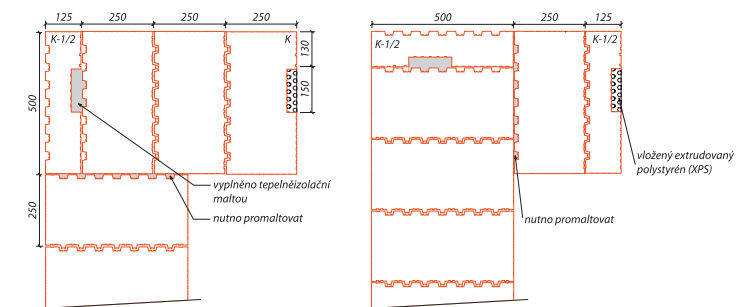 125 250 250 250
K-1/2
K
130
150
500
250
vyplněno tepelněizolační
maltou
nutno promaltovat
500 250 125
K-1/2
K-1/2
vložený extrudovaný
polystyrén (XPS)
nutno promaltovat